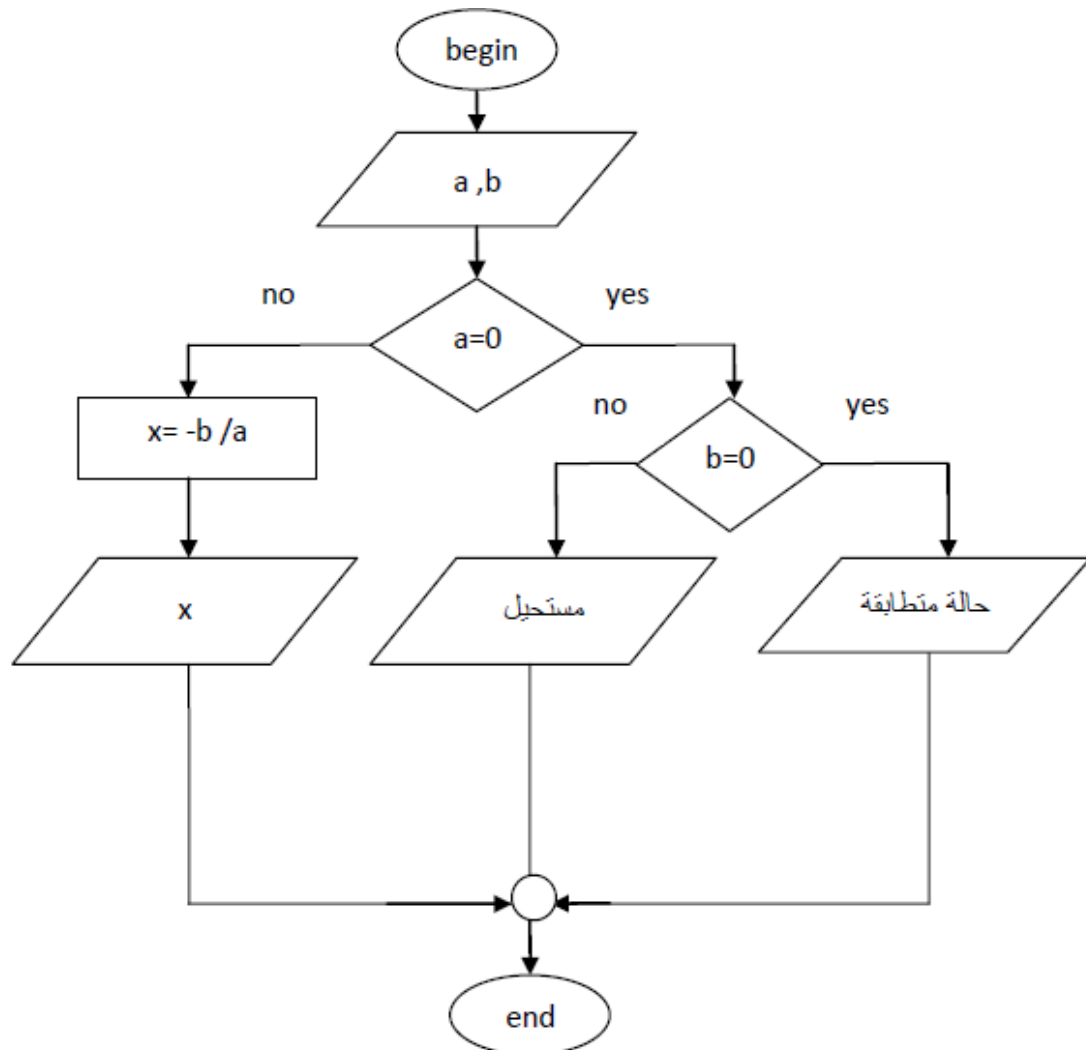 begin
a ,b
no
yes
a=0
x= -b /a
no
yes
b=0
x
مستحيل
حالة متطابقة
end